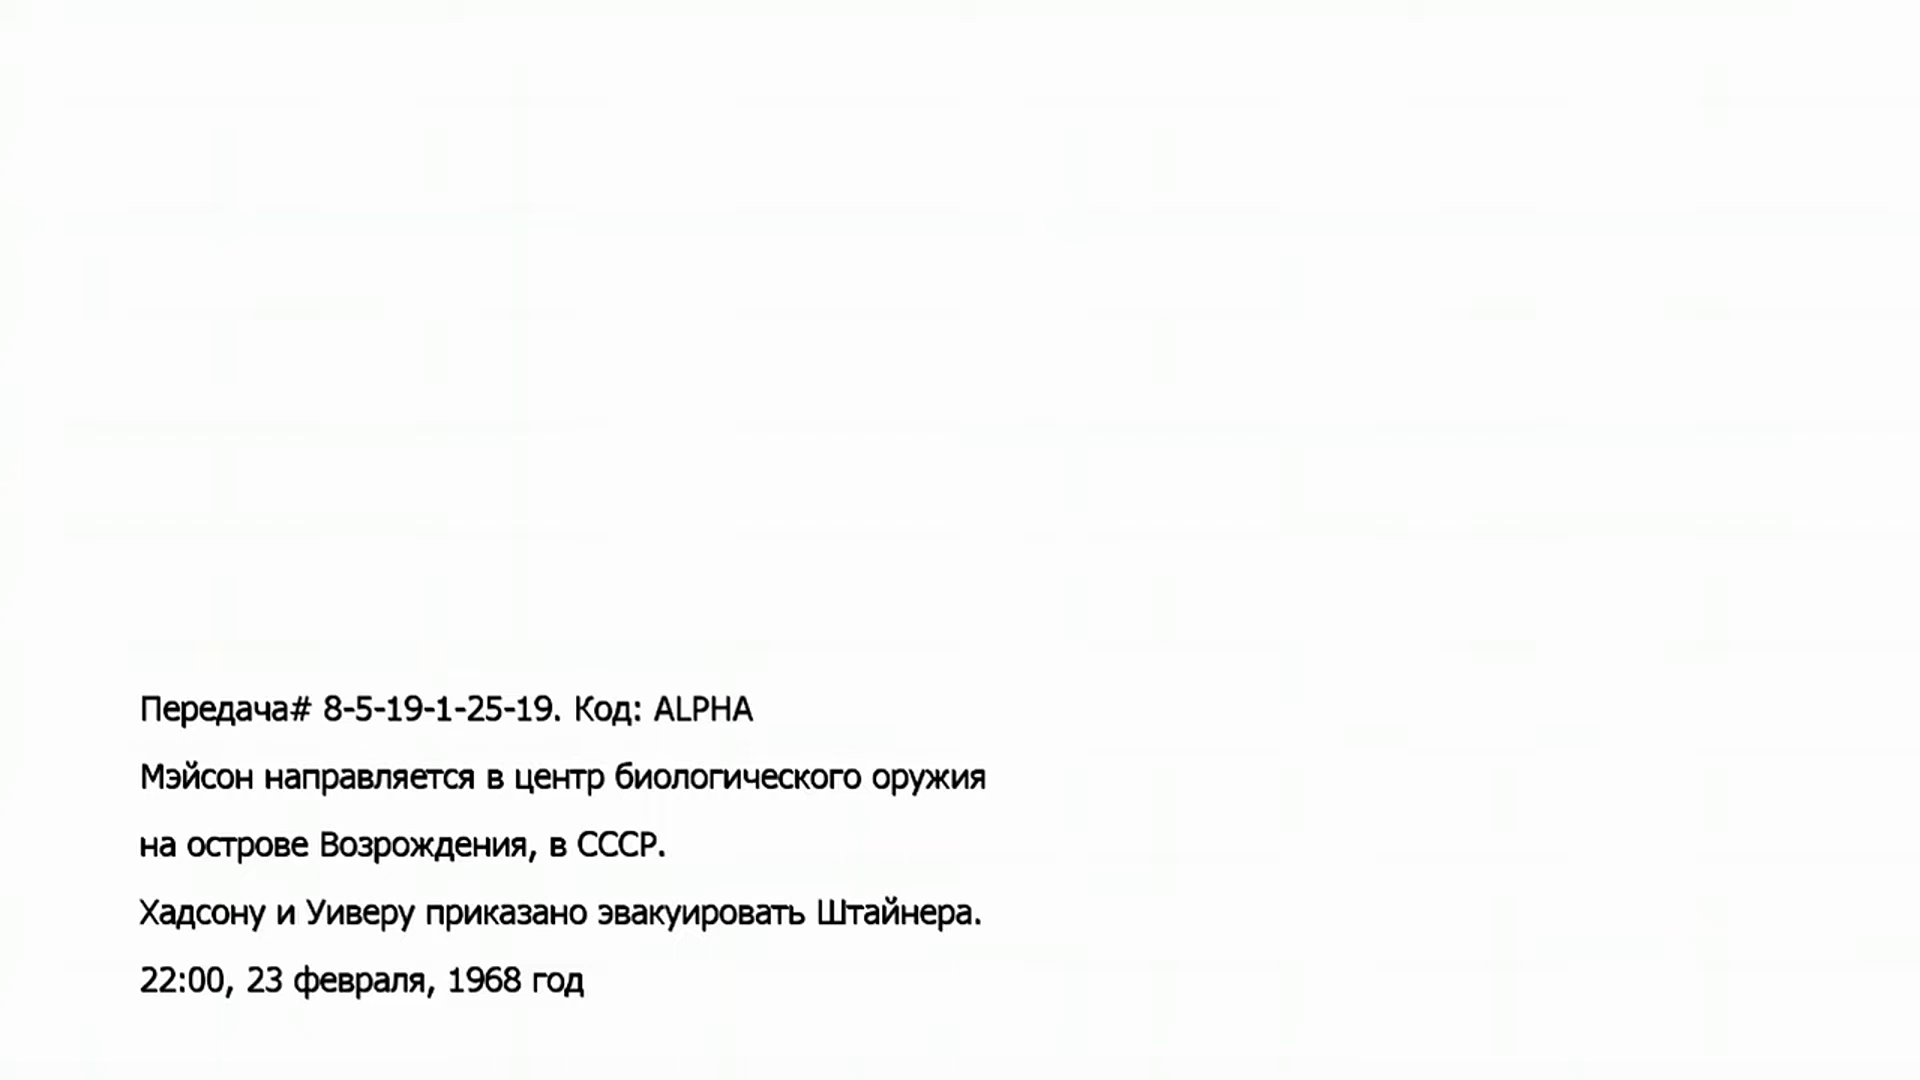 Передача# 8-5-19-1-25-19. Код: ALPHA
Мэйсон направляется в центр биологического оружия
на острове Возрождения, в СССР.
Хадсону и Уиверу приказано эвакуировать Штайнера.
22:00, 23 февраля, 1968 год